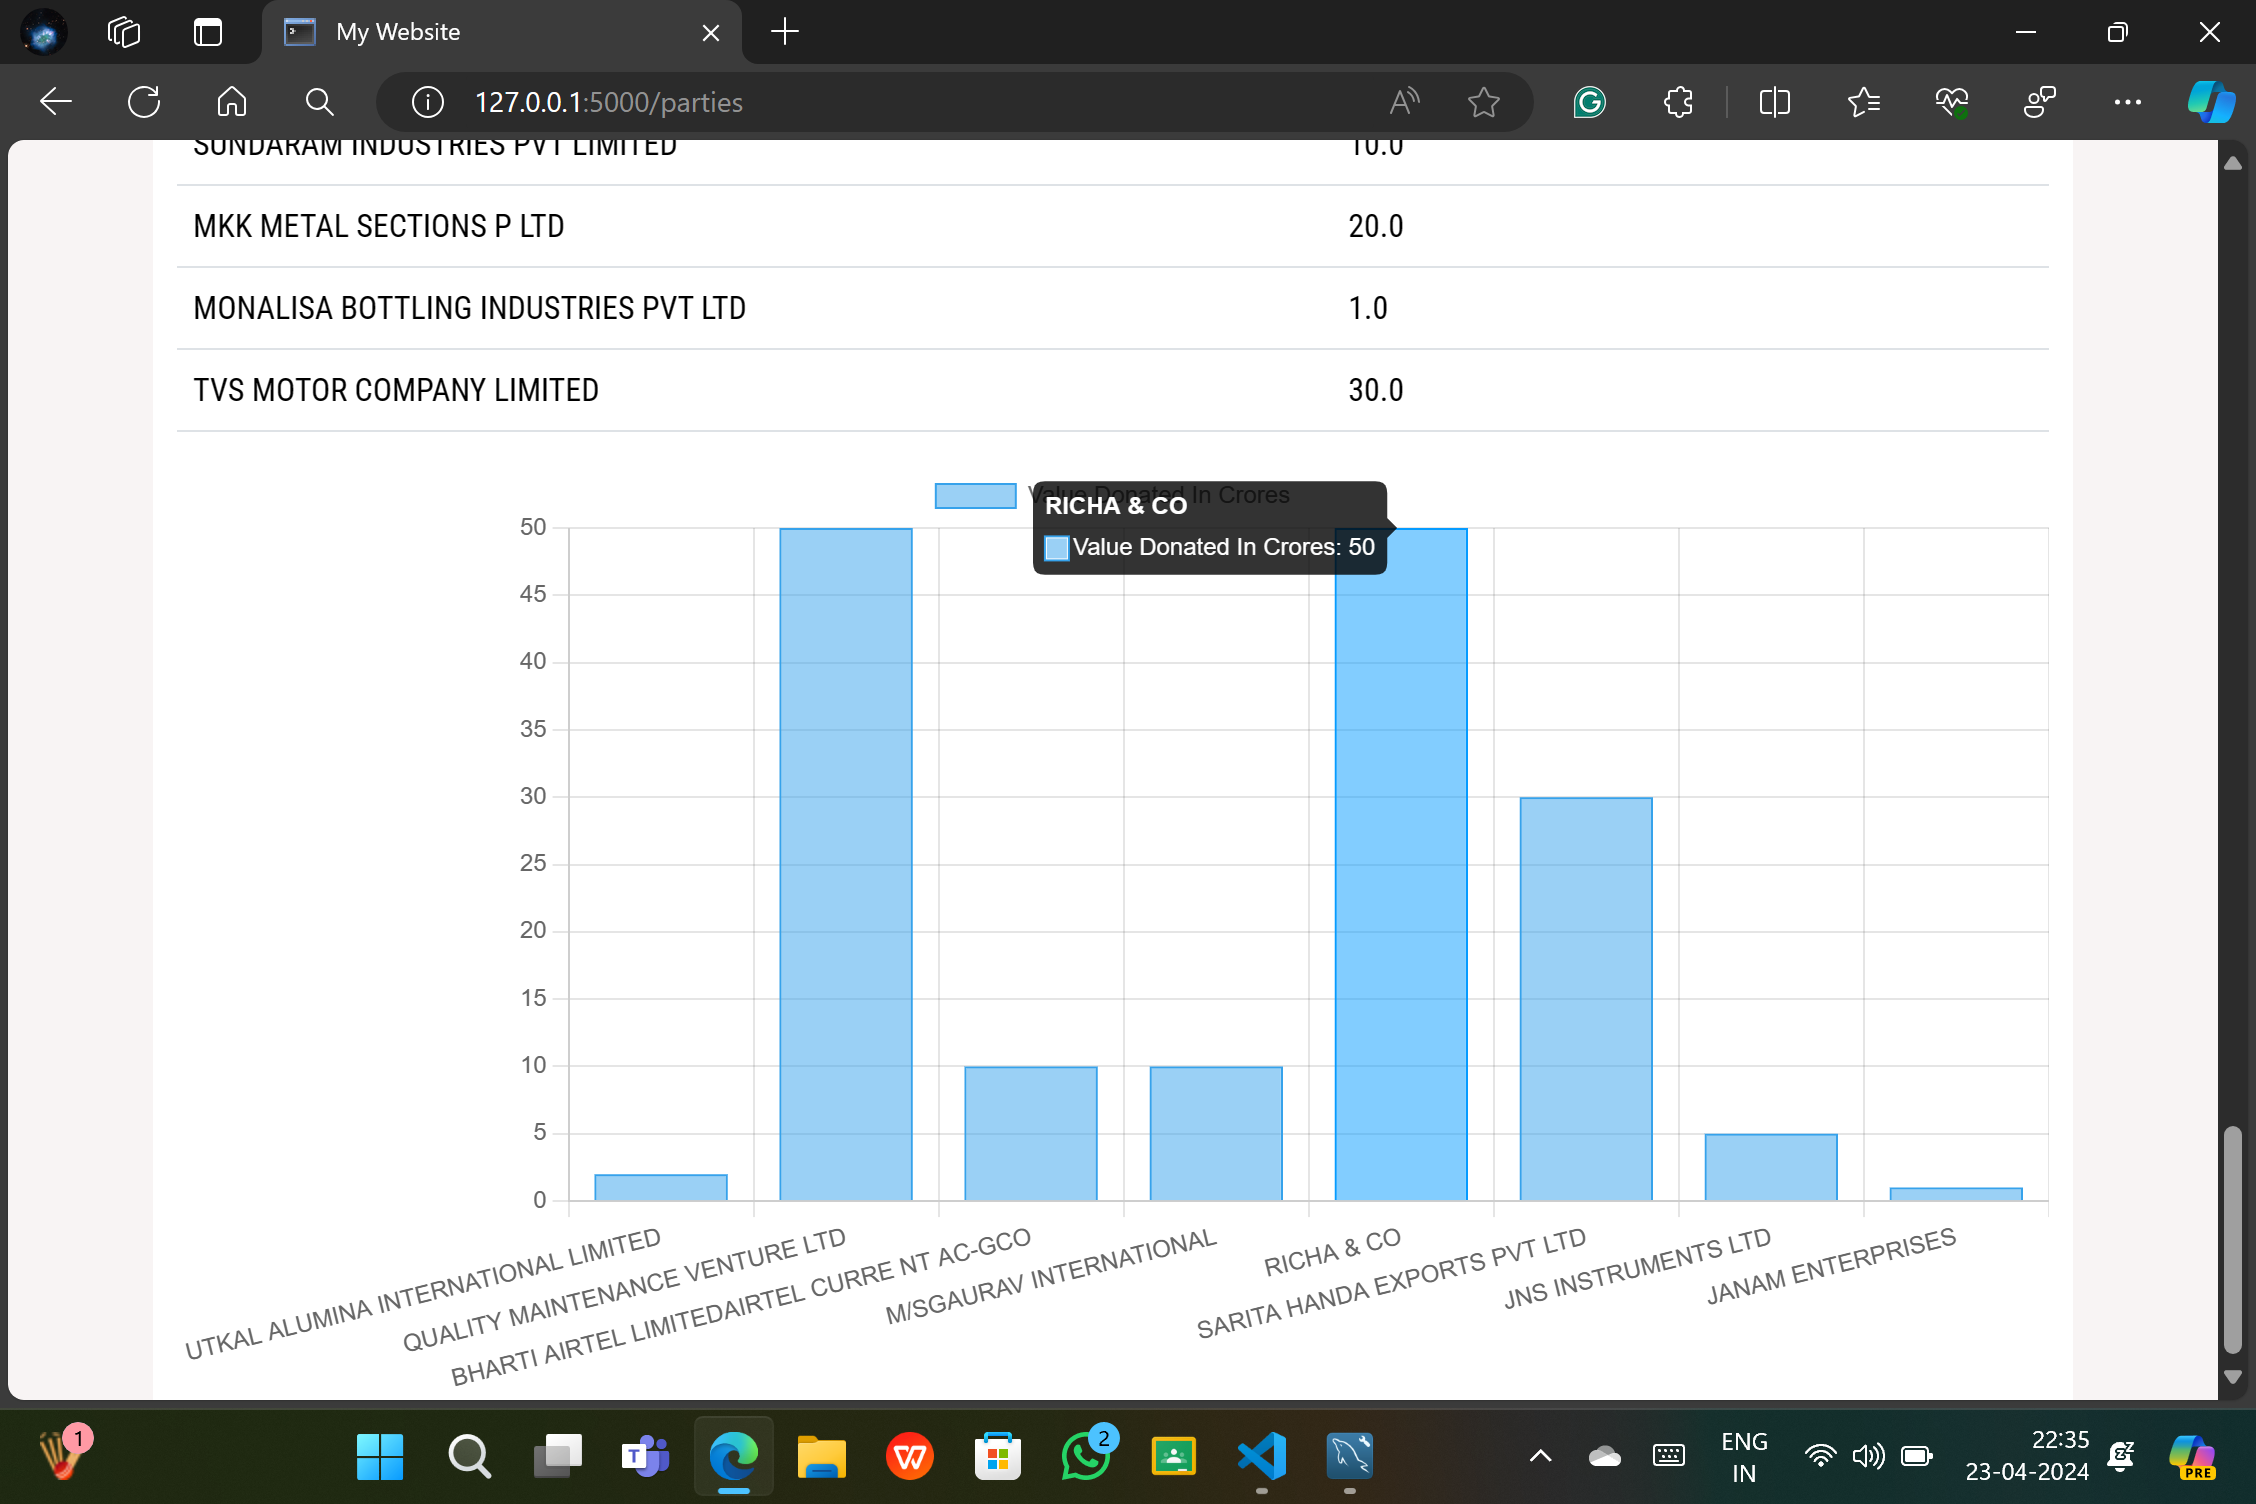 My Website
127.0.0.1:5000/parties
SUNDARAM INDUSTRIES PVT LIMITED 10.0
MKK METAL SECTIONS P LTD 20.0
MONALISA BOTTLING INDUSTRIES PVT LTD 1.0
TVS MOTOR COMPANY LIMITED 30.0
Value Donated In Crores
RICHA & CO
Value Donated In Crores: 50
50
45
40
35
30
25
20
15
10
5
0
UTKAL ALUMINA INTERNATIONAL LIMITED
QUALITY MAINTENANCE VENTURE LTD
BHARTI AIRTEL LIMITEDAIRTEL CURRE NT AC-GCO
M/SGAURAV INTERNATIONAL
RICHA & CO
SARITA HANDA EXPORTS PVT LTD
JNS INSTRUMENTS LTD
JANAM ENTERPRISES
1
2
ENG
IN
22:35
23-04-2024
PRE